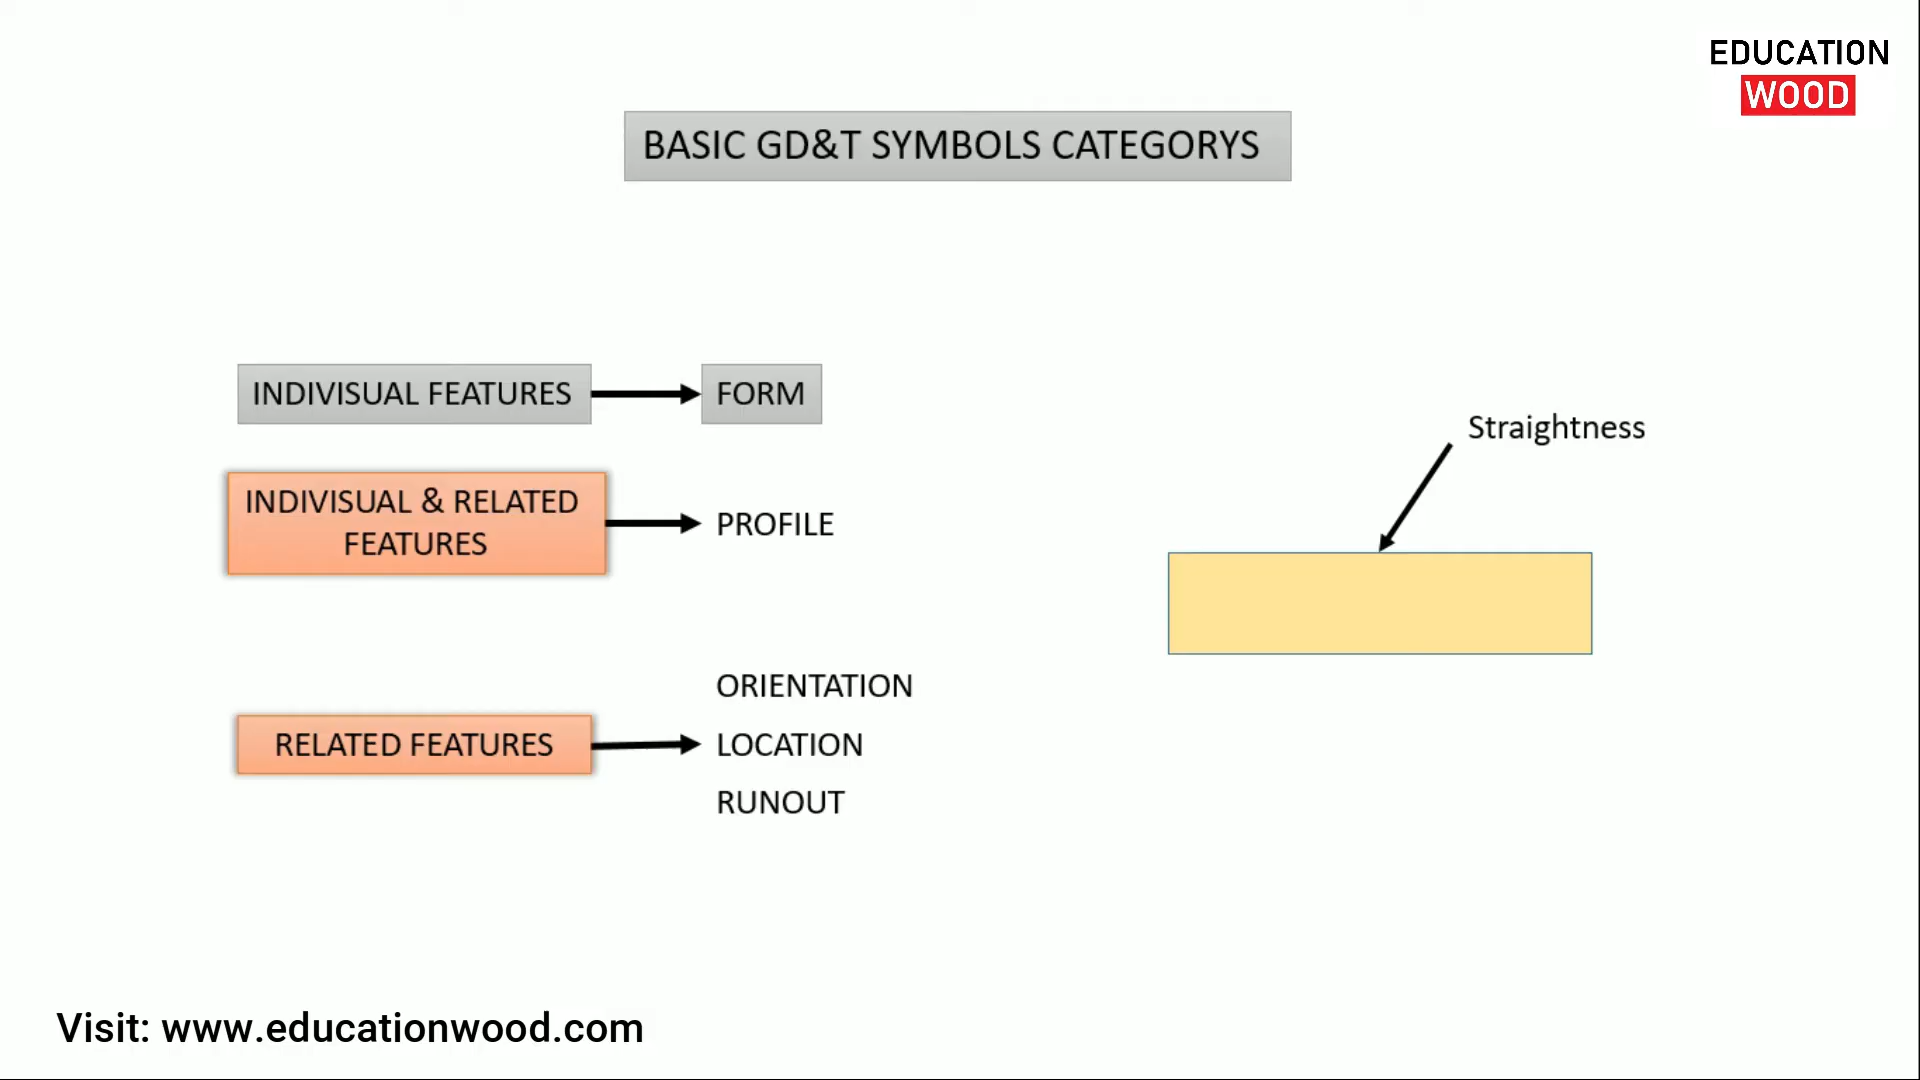 EDUCATION
WOOD
BASIC GD&T SYMBOLS CATEGORYS
INDIVISUAL FEATURES
FORM
Straightness
INDIVISUAL & RELATED
FEATURES
PROFILE
ORIENTATION
RELATED FEATURES
LOCATION
RUNOUT
Visit: www.educationwood.com